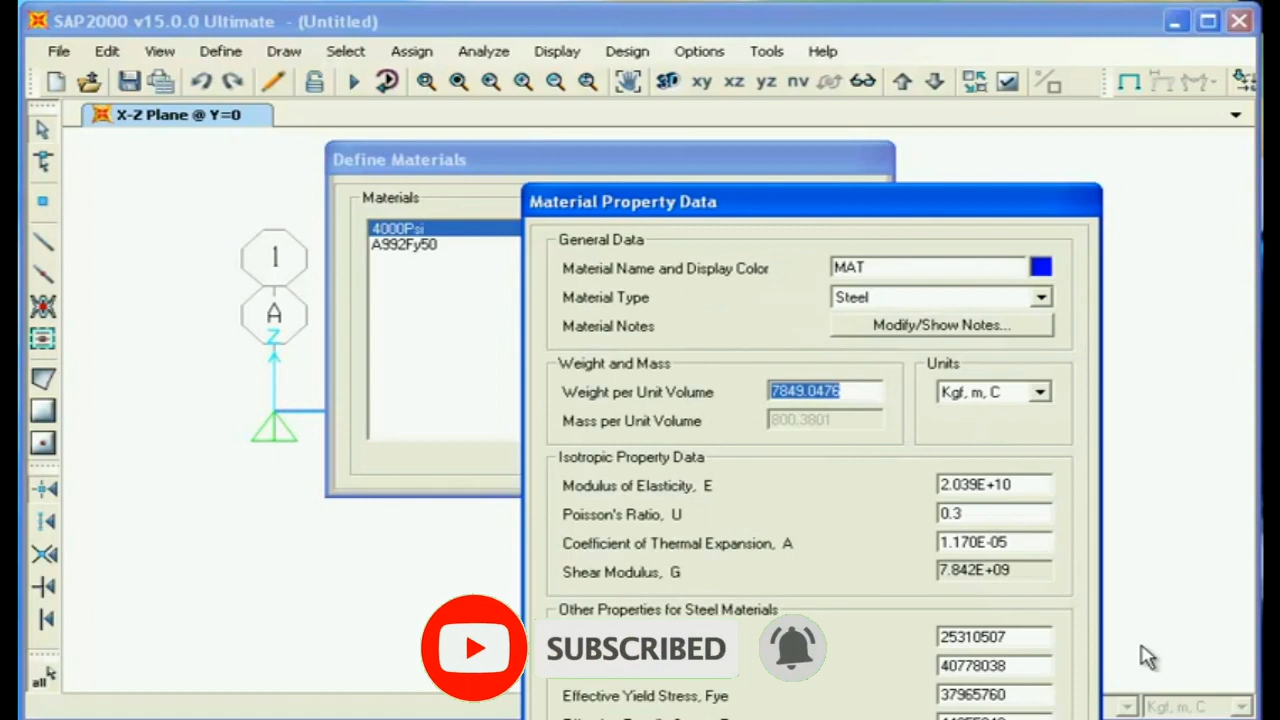 SAP2000 v15.0.0 Ultimate - (Untitled)
File Edit View Define Draw Select Assign Analyze Display Design Options Tools Help
3D xy xz yz nv
X-Z Plane @ Y=0
Define Materials
Materials
4000Psi
A992Fy50
1
A
Z
Material Property Data
General Data
Material Name and Display Color MAT
Material Type Steel
Material Notes Modify/Show Notes...
Weight and Mass Units
Weight per Unit Volume 7849.0476 Kgf, m, C
Mass per Unit Volume 800.3801
Isotropic Property Data
Modulus of Elasticity, E 2.039E+10
Poisson's Ratio, U 0.3
Coefficient of Thermal Expansion, A 1.170E-05
Shear Modulus, G 7.842E+09
Other Properties for Steel Materials
25310507
40778038
Effective Yield Stress, Fye 37965760
SUBSCRIBED
all
Kgf, m, C